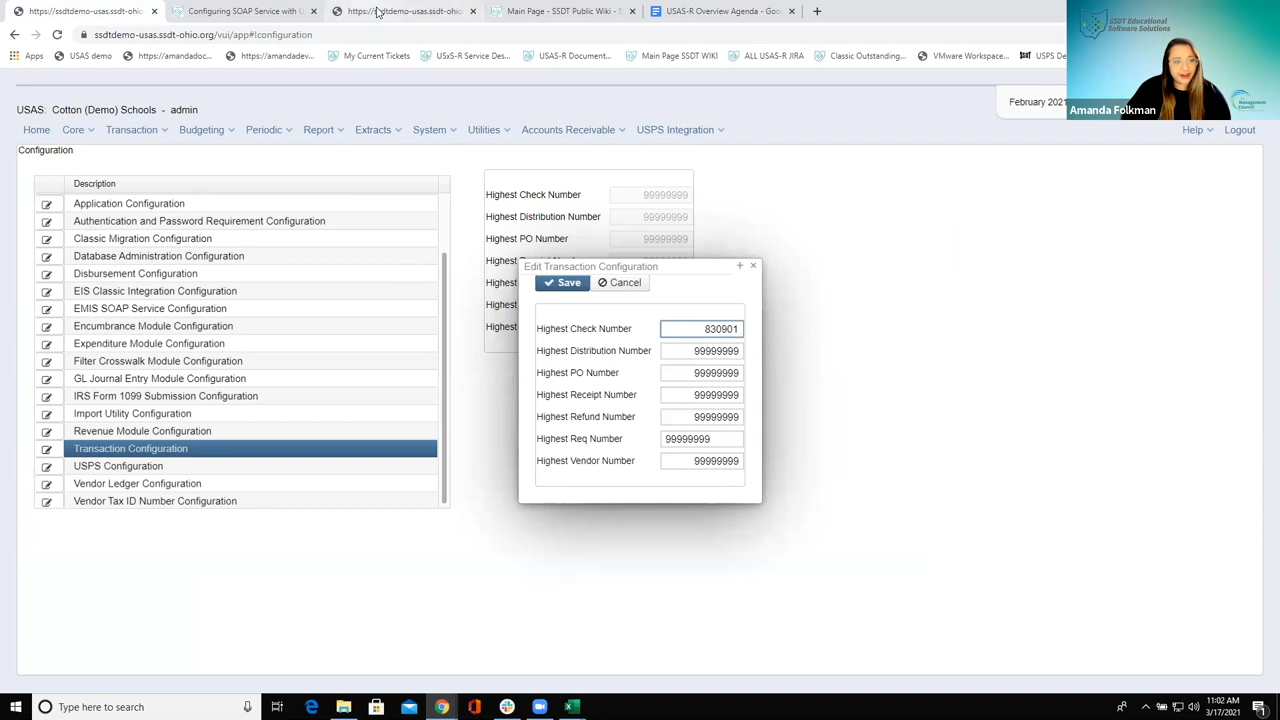 https://ssdtdemo-usas.ssdt-ohio
Configuring SOAP Service with U
https://ssdtdemo-usas.ssdt-ohio
Main Page - SSDT Public Wiki - S
USAS-R Overview Agenda - Goo
ssdtdemo-usas.ssdt-ohio.org/vui/app#!configuration
Apps
USAS demo
https://amandadoc...
https://amandadev...
My Current Tickets
USxS-R Service Des...
USAS-R Document...
Main Page SSDT WIKI
ALL USAS-R JIRA
Classic Outstanding...
VMware Workspace...
USPS De
SSDT Educational
Software Solutions
Management
Council
Amanda Folkman
USAS: Cotton (Demo) Schools - admin
February 2021
Home Core Transaction Budgeting Periodic Report Extracts System Utilities Accounts Receivable USPS Integration Help Logout
Configuration
Description
Application Configuration
Authentication and Password Requirement Configuration
Classic Migration Configuration
Database Administration Configuration
Disbursement Configuration
EIS Classic Integration Configuration
EMIS SOAP Service Configuration
Encumbrance Module Configuration
Expenditure Module Configuration
Filter Crosswalk Module Configuration
GL Journal Entry Module Configuration
IRS Form 1099 Submission Configuration
Import Utility Configuration
Revenue Module Configuration
Transaction Configuration
USPS Configuration
Vendor Ledger Configuration
Vendor Tax ID Number Configuration
Highest Check Number 99999999
Highest Distribution Number 99999999
Highest PO Number 99999999
Highest
Highest
Highest
Highest
Edit Transaction Configuration
Save Cancel
Highest Check Number 830901
Highest Distribution Number 99999999
Highest PO Number 99999999
Highest Receipt Number 99999999
Highest Refund Number 99999999
Highest Req Number 99999999
Highest Vendor Number 99999999
Type here to search
11:02 AM
3/17/2021
1